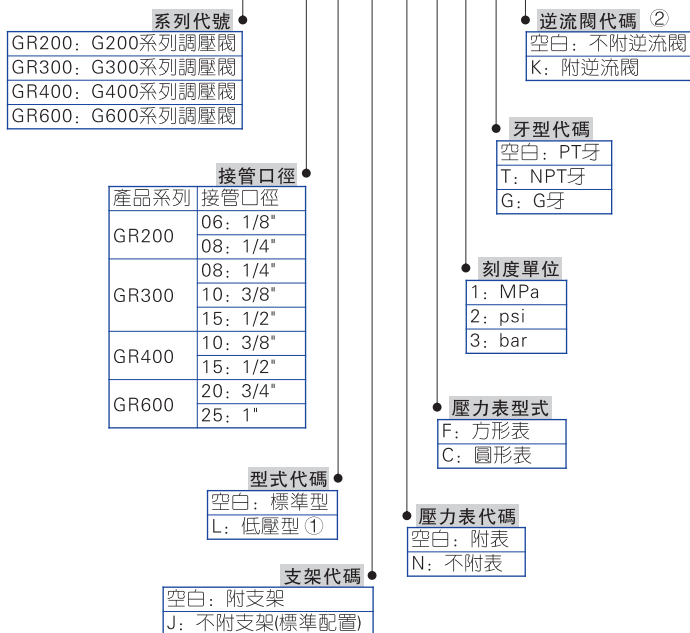 系列代號
GR200: G200系列調壓閥
GR300: G300系列調壓閥
GR400: G400系列調壓閥
GR600: G600系列調壓閥
逆流閥代碼 ②
空白: 不附逆流閥
K: 附逆流閥
牙型代碼
空白: PT牙
T: NPT牙
G: G牙
接管口徑
產品系列 接管口徑
GR200
06: 1/8"
08: 1/4"
GR300
08: 1/4"
10: 3/8"
15: 1/2"
GR400
10: 3/8"
15: 1/2"
GR600
20: 3/4"
25: 1"
刻度單位
1: MPa
2: psi
3: bar
壓力表型式
F: 方形表
C: 圓形表
型式代碼
空白: 標準型
L: 低壓型 ①
壓力表代碼
空白: 附表
N: 不附表
支架代碼
空白: 附支架
J: 不附支架(標準配置)